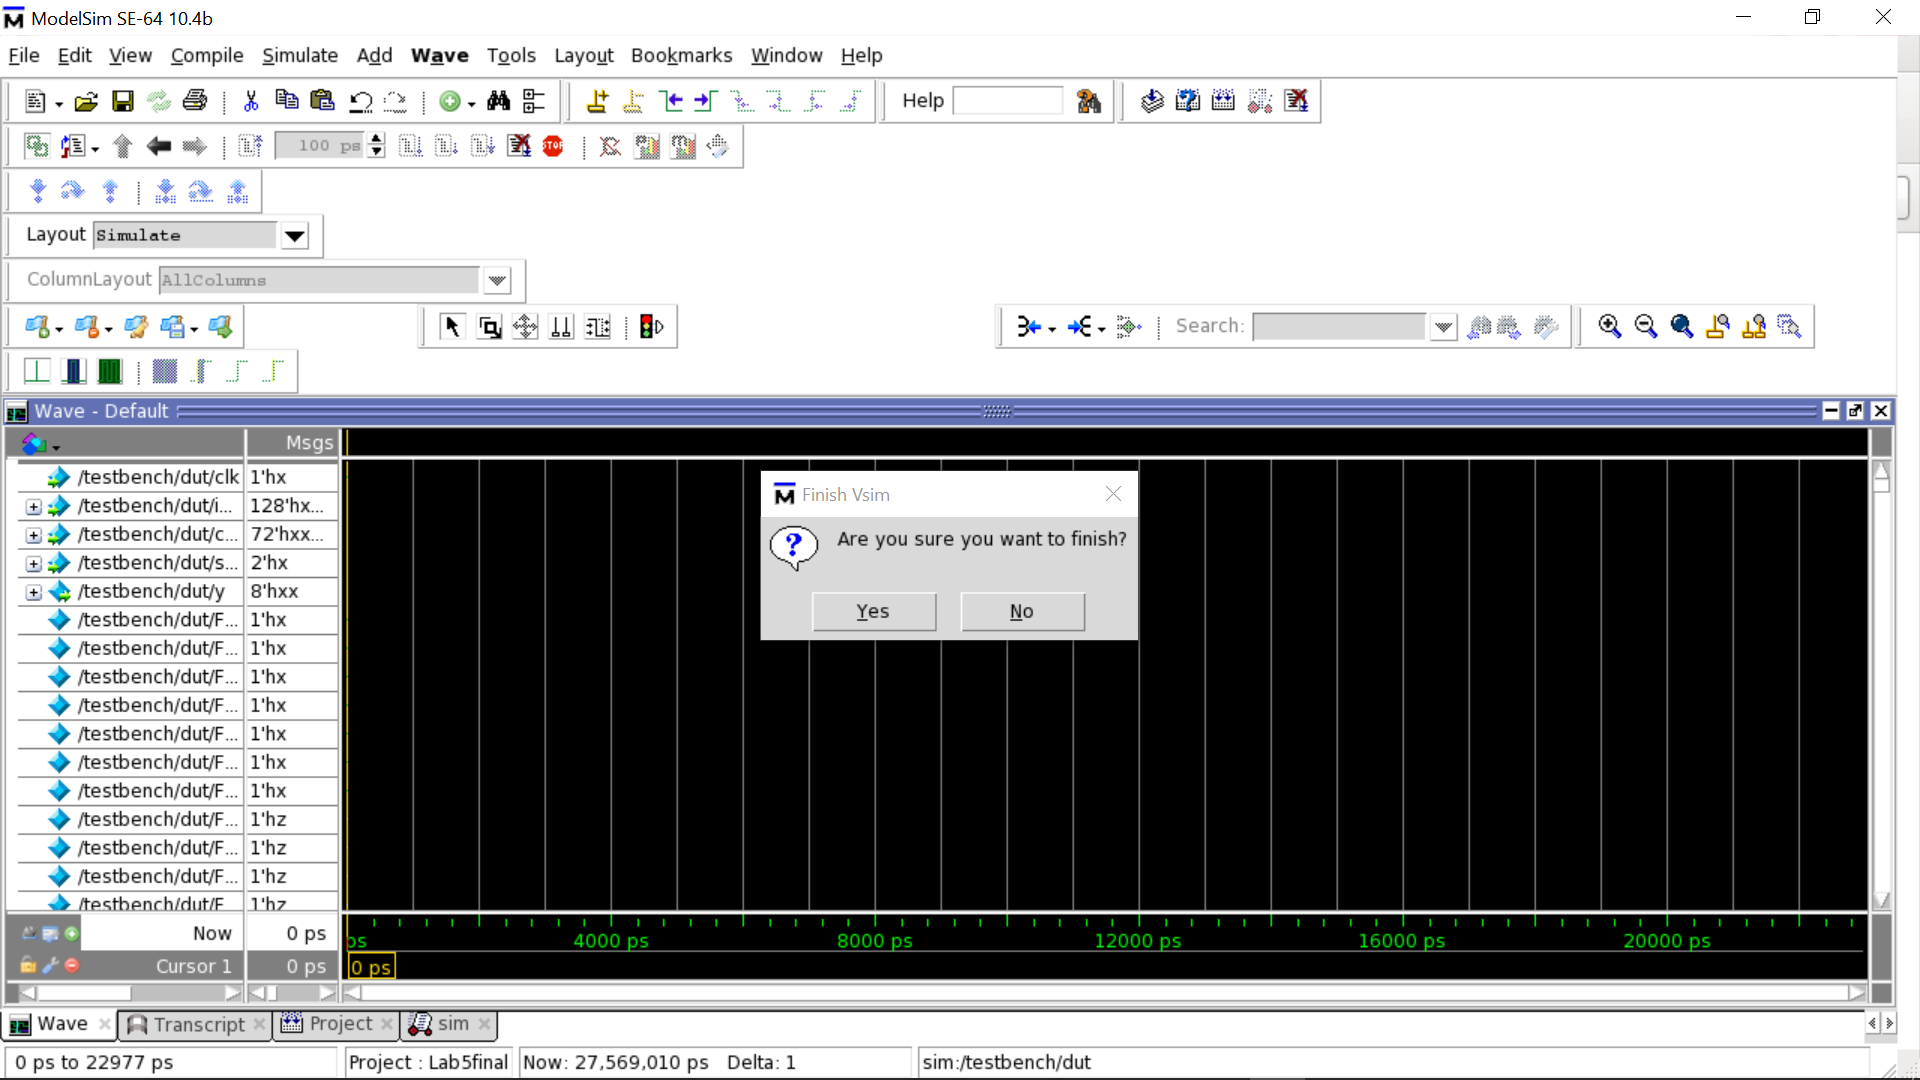 ModelSim SE-64 10.4b
File Edit View Compile Simulate Add Wave Tools Layout Bookmarks Window Help
Help
100 ps
STOP
Layout Simulate
ColumnLayout AllColumns
Search:
Wave - Default
Msgs
/testbench/dut/clk 1'hx
/testbench/dut/i... 128'hx...
/testbench/dut/c... 72'hxx...
/testbench/dut/s... 2'hx
/testbench/dut/y 8'hxx
/testbench/dut/F... 1'hx
/testbench/dut/F... 1'hx
/testbench/dut/F... 1'hx
/testbench/dut/F... 1'hx
/testbench/dut/F... 1'hx
/testbench/dut/F... 1'hx
/testbench/dut/F... 1'hx
/testbench/dut/F... 1'hz
/testbench/dut/F... 1'hz
/testbench/dut/F... 1'hz
/testbench/dut/F 1'hz
Finish Vsim
Are you sure you want to finish?
Yes No
Now 0 ps
ps 4000 ps 8000 ps 12000 ps 16000 ps 20000 ps
Cursor 1 0 ps 0 ps
Wave Transcript Project sim
0 ps to 22977 ps Project : Lab5final Now: 27,569,010 ps Delta: 1 sim:/testbench/dut